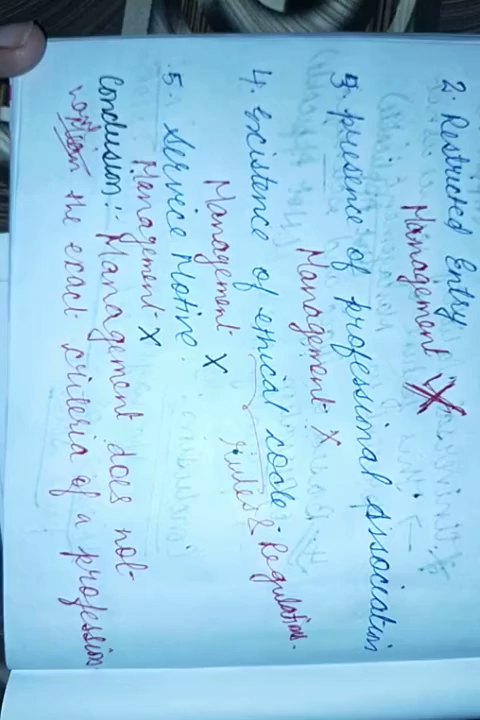 2. Restricted Entry
Management X
3. presence of professional Association
Management X
4. Existence of ethical code.
Rules & Regulations.
Management X
5. Service Motive.
Management X
Conclusion:- Management does not
the exact criteria of a profession